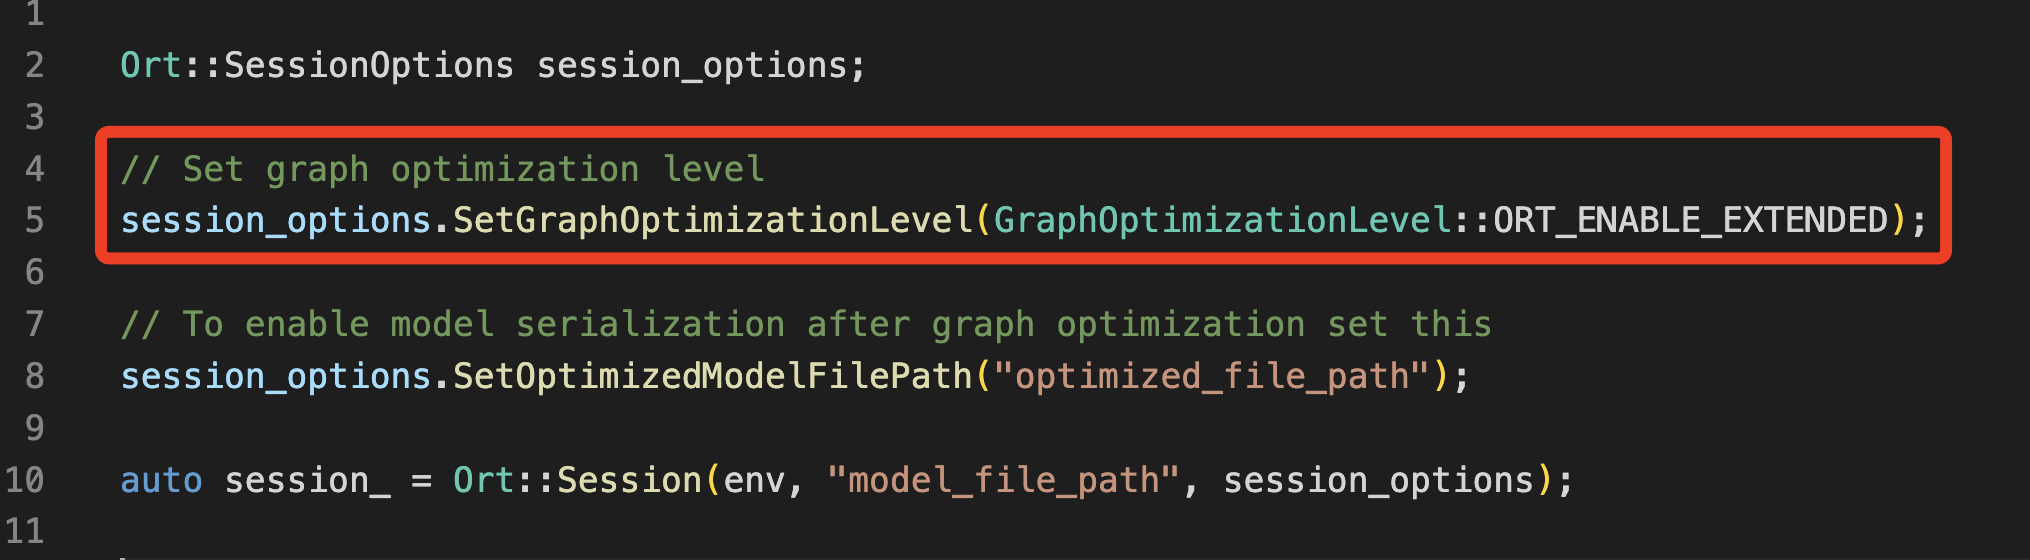 1
2 Ort::SessionOptions session_options;
3
4 // Set graph optimization level
5 session_options.SetGraphOptimizationLevel(GraphOptimizationLevel::ORT_ENABLE_EXTENDED);
6
7 // To enable model serialization after graph optimization set this
8 session_options.SetOptimizedModelFilePath("optimized_file_path");
9
10 auto session_ = Ort::Session(env, "model_file_path", session_options);
11